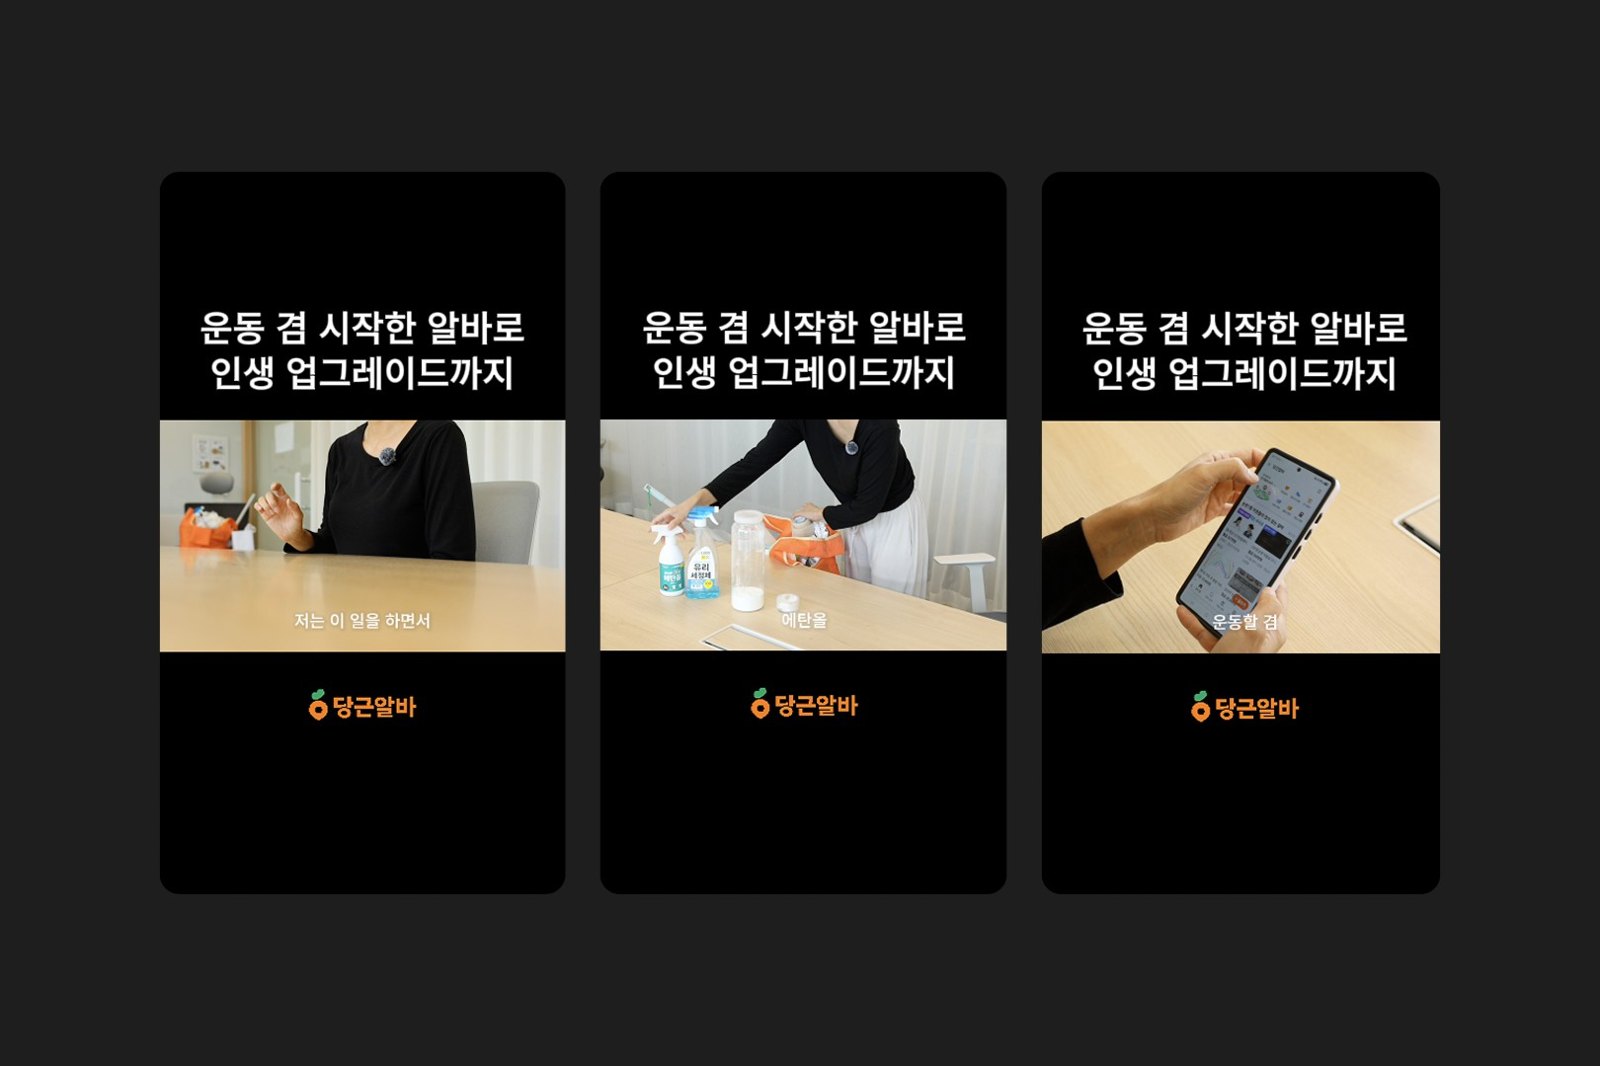 운동 겸 시작한 알바로
인생 업그레이드까지
저는 이 일을 하면서
당근알바
운동 겸 시작한 알바로
인생 업그레이드까지
에탄올
유리
세정제
에탄올
당근알바
운동 겸 시작한 알바로
인생 업그레이드까지
운동할 겸
당근알바